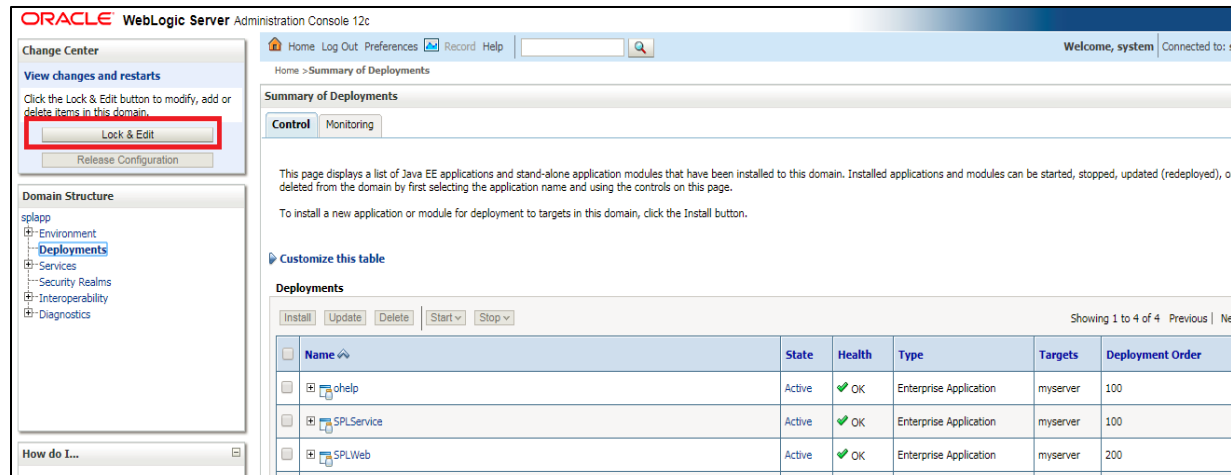 ORACLE WebLogic Server Administration Console 12c
Change Center
View changes and restarts
Click the Lock & Edit button to modify, add or
delete items in this domain.
Lock & Edit
Release Configuration
Domain Structure
splapp
Environment
Deployments
Services
Security Realms
Interoperability
Diagnostics
How do I...
Home Log Out Preferences Record Help
Welcome, system Connected to:
Home >Summary of Deployments
Summary of Deployments
Control Monitoring
This page displays a list of Java EE applications and stand-alone application modules that have been installed to this domain. Installed applications and modules can be started, stopped, updated (redeployed), o
deleted from the domain by first selecting the application name and using the controls on this page.
To install a new application or module for deployment to targets in this domain, click the Install button.
Customize this table
Deployments
Install Update Delete Start Stop Showing 1 to 4 of 4 Previous | Ne
Name State Health Type Targets Deployment Order
ohelp Active OK Enterprise Application myserver 100
SPLService Active OK Enterprise Application myserver 100
SPLWeb Active OK Enterprise Application myserver 200